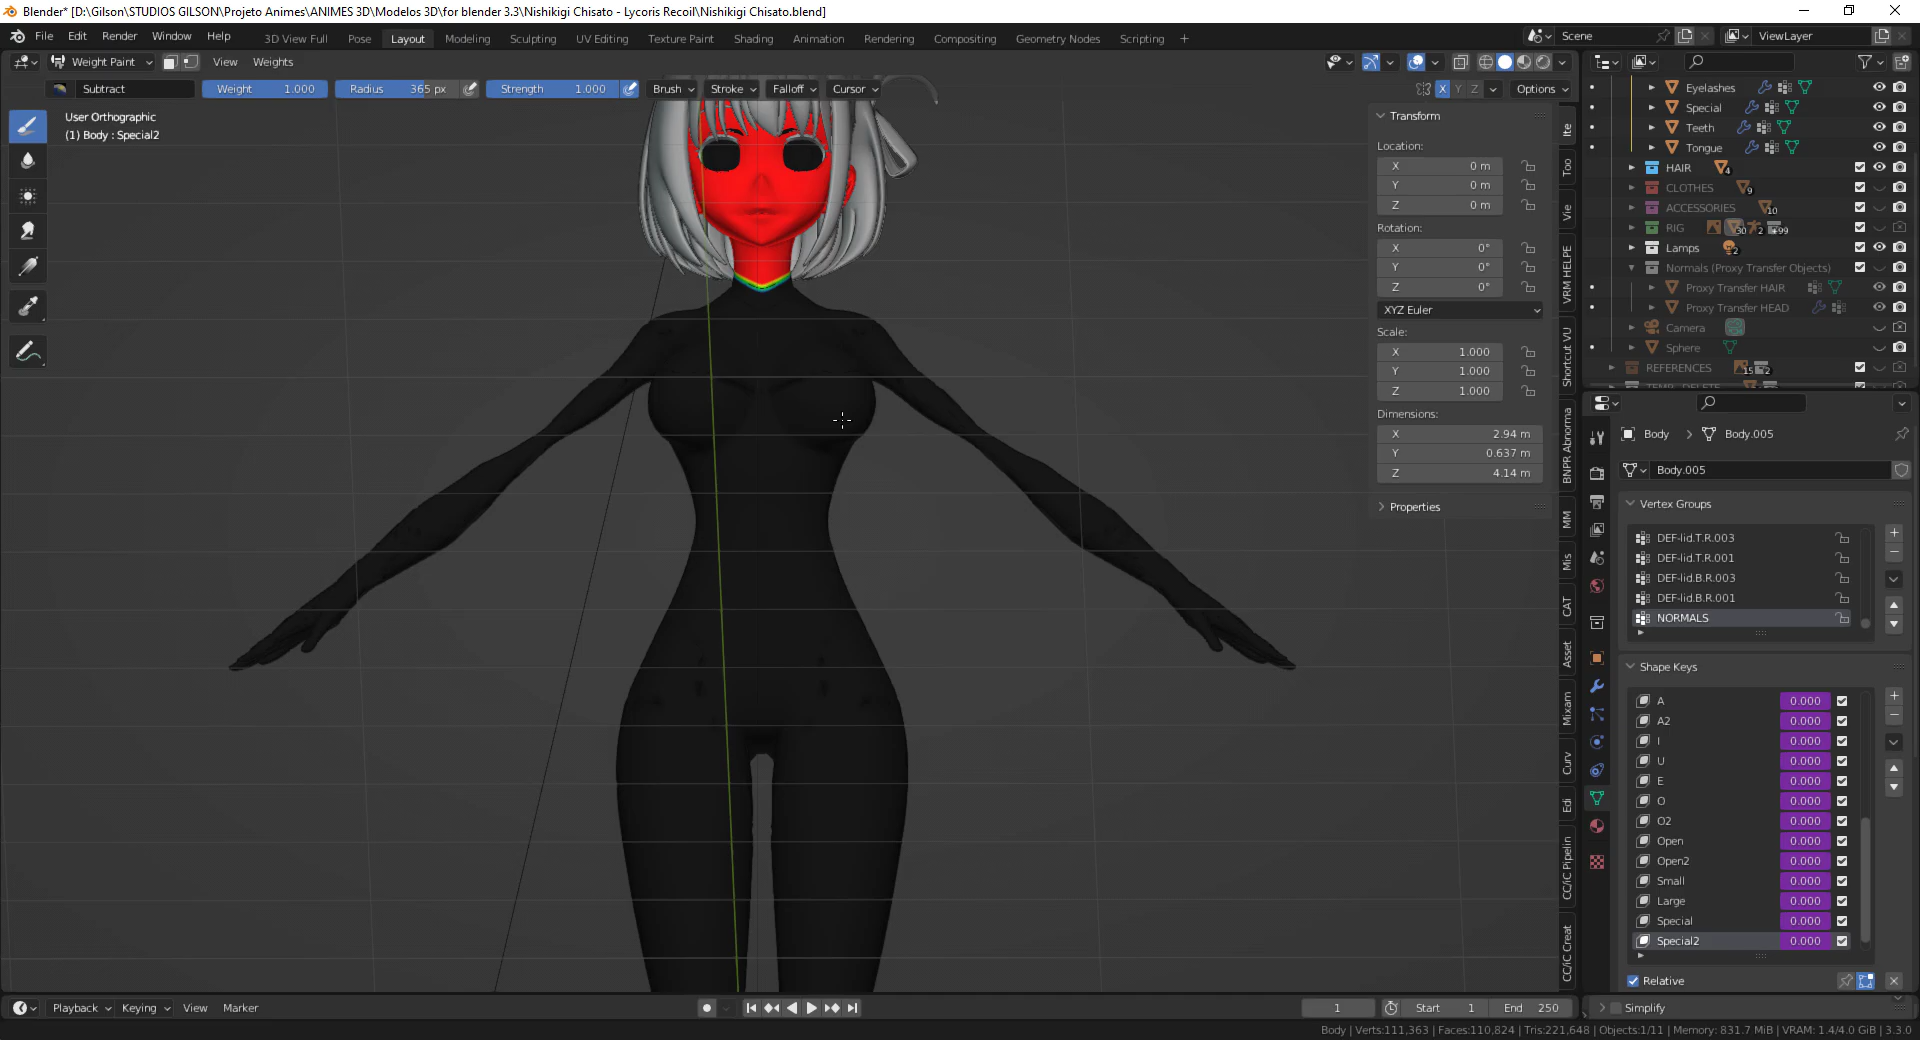 Blender* [D:\Gilson\STUDIOS GILSON\Projeto Animes\ANIMES 3D\Modelos 3D\for blender 3.3\Nishikigi Chisato - Lycoris Recoil\Nishikigi Chisato.blend]
File Edit Render Window Help 3D View Full Pose Layout Modeling Sculpting UV Editing Texture Paint Shading Animation Rendering Compositing Geometry Nodes Scripting + Scene ViewLayer
Weight Paint View Weights
Subtract Weight 1.000 Radius 365 px Strength 1.000 Brush Stroke Falloff Cursor X Y Z Options
User Orthographic
(1) Body : Special2
Transform
Location:
X 0 m
Y 0 m
Z 0 m
Rotation:
X 0°
Y 0°
Z 0°
XYZ Euler
Scale:
X 1.000
Y 1.000
Z 1.000
Dimensions:
X 2.94 m
Y 0.637 m
Z 4.14 m
Properties
Ite
Too
Vie
VRM HELPE
Shortcut VU
BNPR Abnorma
MM
Mis
CAT
Asset
Mixam
Curv
Edi
CC/iC Pipelin
CC/iC Creat
Eyelashes
Special
Teeth
Tongue
HAIR 4
CLOTHES 9
ACCESSORIES 10
RIG 30 2 +99
Lamps 2
Normals (Proxy Transfer Objects)
Proxy Transfer HAIR
Proxy Transfer HEAD
Camera
Sphere
REFERENCES 15 2
Body > Body.005
Body.005
Vertex Groups
DEF-lid.T.R.003
DEF-lid.T.R.001
DEF-lid.B.R.003
DEF-lid.B.R.001
NORMALS
Shape Keys
A 0.000
A2 0.000
I 0.000
U 0.000
E 0.000
O 0.000
O2 0.000
Open 0.000
Open2 0.000
Small 0.000
Large 0.000
Special 0.000
Special2 0.000
Relative
Simplify
Playback Keying View Marker 1 Start 1 End 250
Body | Verts:111,363 | Faces:110,824 | Tris:221,648 | Objects:1/11 | Memory: 831.7 MiB | VRAM: 1.4/4.0 GiB | 3.3.0